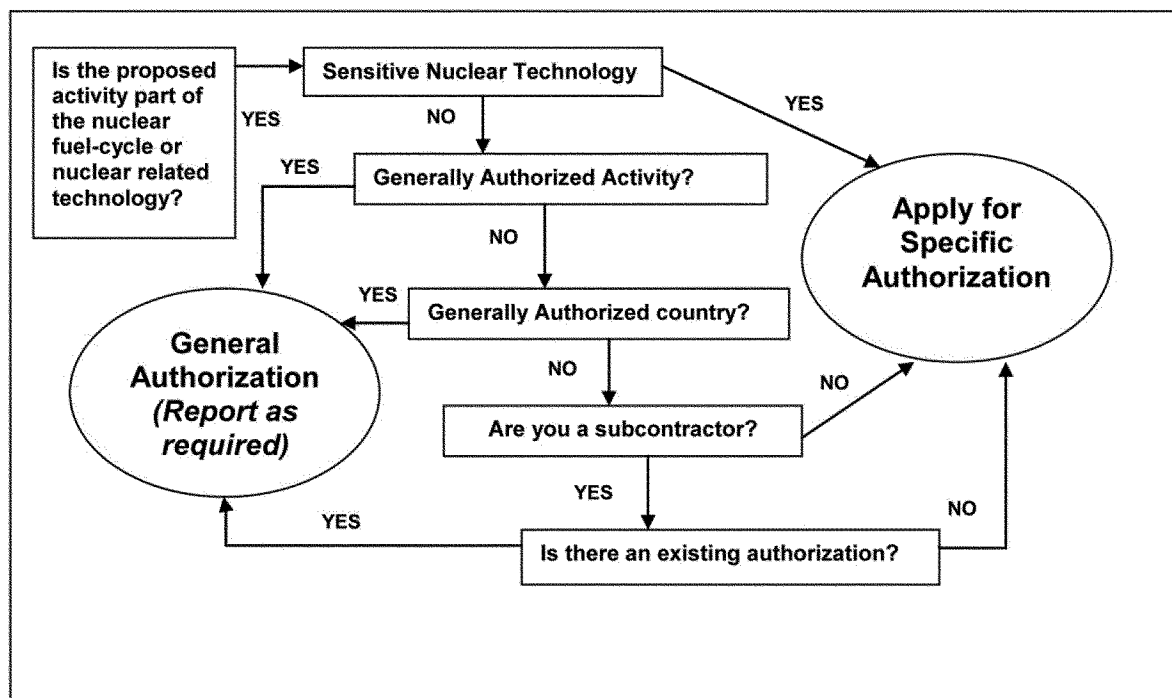 Is the proposed
activity part of
the nuclear
fuel-cycle or
nuclear related
technology?
YES
Sensitive Nuclear Technology
YES
NO
YES
Generally Authorized Activity?
NO
Apply for
Specific
Authorization
YES
Generally Authorized country?
General
Authorization
(Report as
required)
NO
NO
Are you a subcontractor?
YES
YES
NO
Is there an existing authorization?